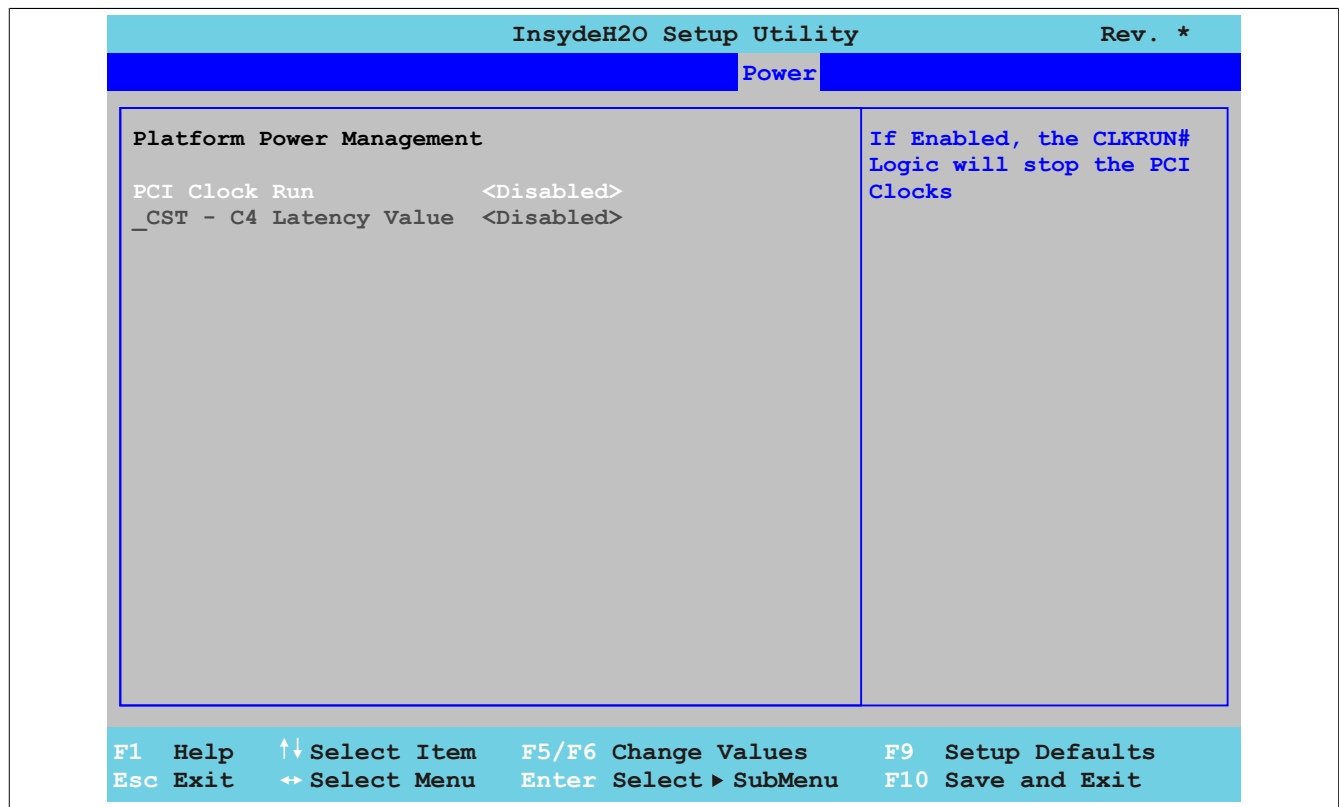 InsydeH2O Setup Utility Rev. *
Power
Platform Power Management
PCI Clock Run <Disabled>
_CST - C4 Latency Value <Disabled>
If Enabled, the CLKRUN#
Logic will stop the PCI
Clocks
F1 Help ↑↓ Select Item F5/F6 Change Values F9 Setup Defaults
Esc Exit ↔ Select Menu Enter Select ▶ SubMenu F10 Save and Exit